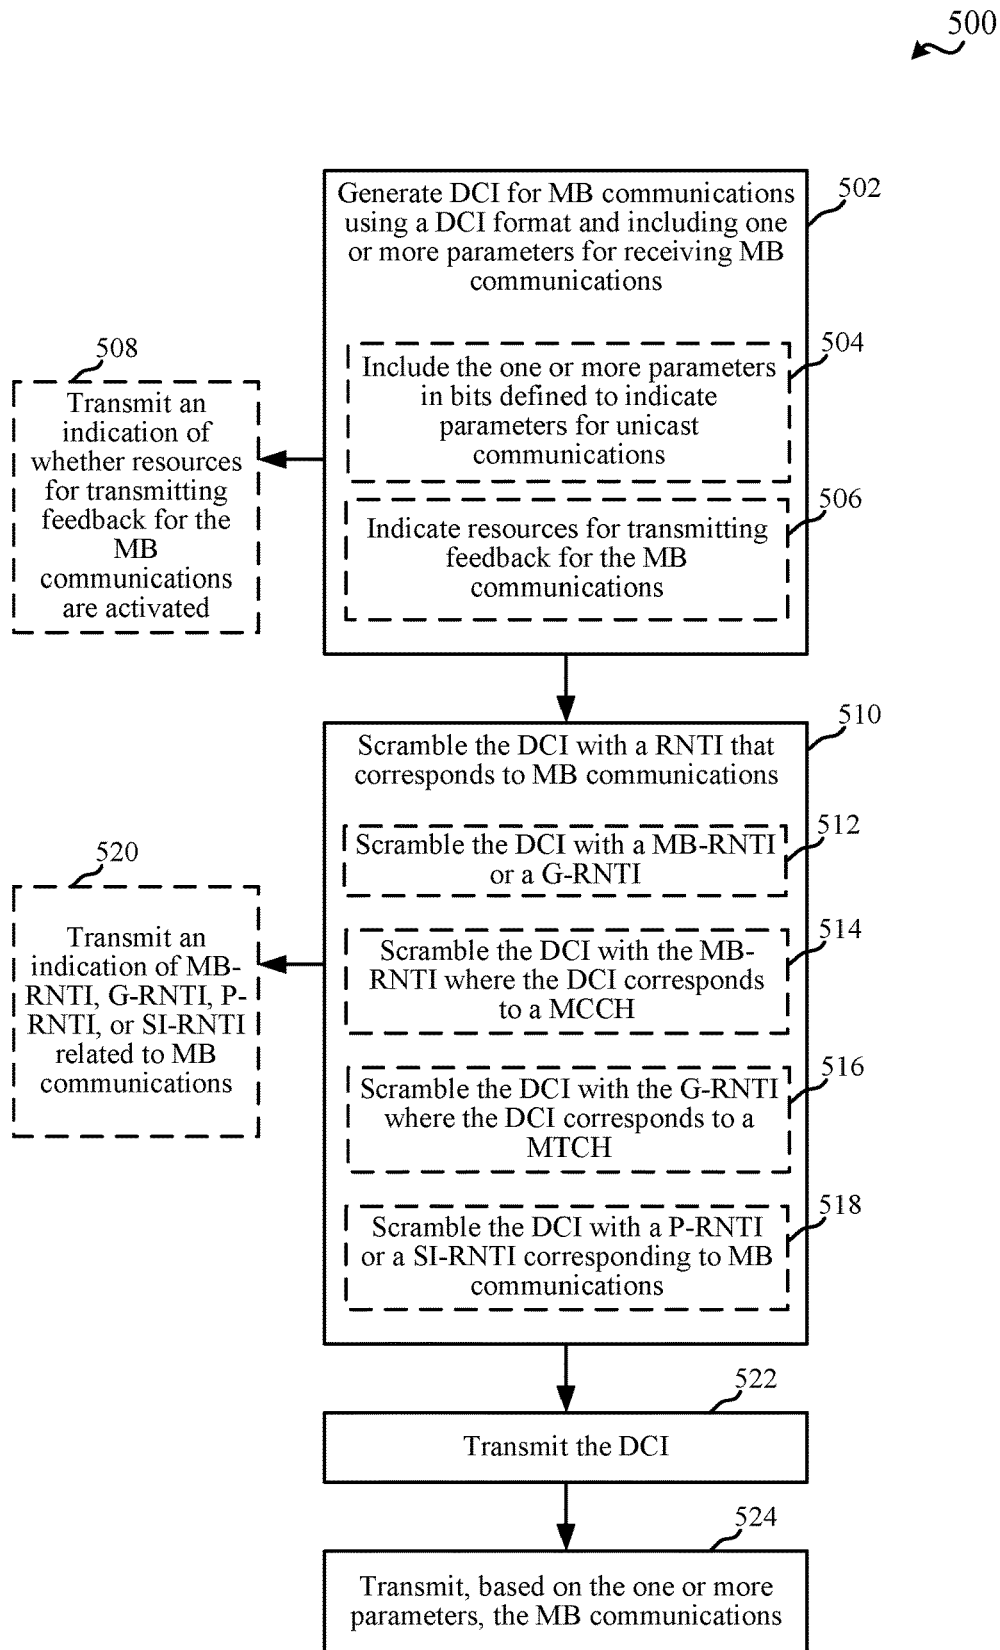 500
502
Generate DCI for MB communications
using a DCI format and including one
or more parameters for receiving MB
communications
504
Include the one or more parameters
in bits defined to indicate
parameters for unicast
communications
506
Indicate resources for transmitting
feedback for the MB
communications
508
Transmit an
indication of
whether resources
for transmitting
feedback for the
MB
communications
are activated
510
Scramble the DCI with a RNTI that
corresponds to MB communications
512
Scramble the DCI with a MB-RNTI
or a G-RNTI
514
Scramble the DCI with the MB-
RNTI where the DCI corresponds
to a MCCH
516
Scramble the DCI with the G-RNTI
where the DCI corresponds to a
MTCH
518
Scramble the DCI with a P-RNTI
or a SI-RNTI corresponding to MB
communications
520
Transmit an
indication of MB-
RNTI, G-RNTI, P-
RNTI, or SI-RNTI
related to MB
communications
522
Transmit the DCI
524
Transmit, based on the one or more
parameters, the MB communications